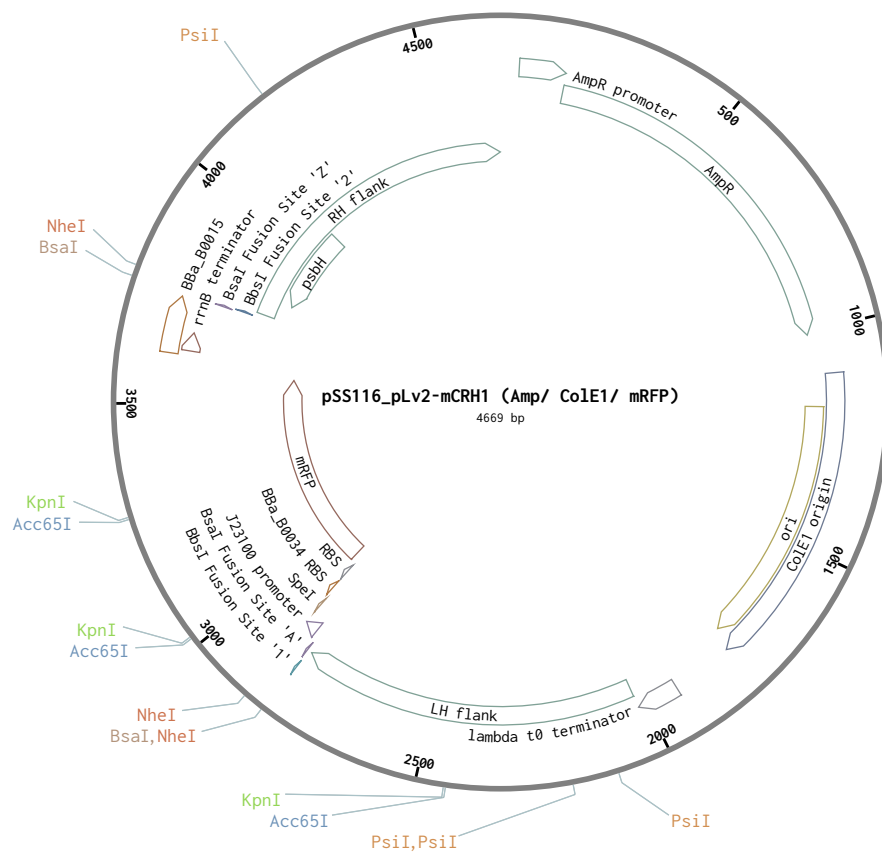 4500
PsiI
AmpR promoter
500
AmpR
4000
BsaI Fusion Site 'Z'
BbsI Fusion Site '2'
RH flank
NheI
BsaI
BBa_B0015
rrnB terminator
psbH
1000
pSS116_pLv2-mCRH1 (Amp/ ColE1/ mRFP)
4669 bp
3500
mRFP
KpnI
Acc65I
ori
ColE1 origin
1500
RBS
BBa_B0034 RBS
SpeI
J23100 promoter
BsaI Fusion Site 'A'
BbsI Fusion Site '1'
KpnI
Acc65I
3000
NheI
BsaI,NheI
LH flank
lambda t0 terminator
2000
2500
KpnI
Acc65I
PsiI,PsiI
PsiI